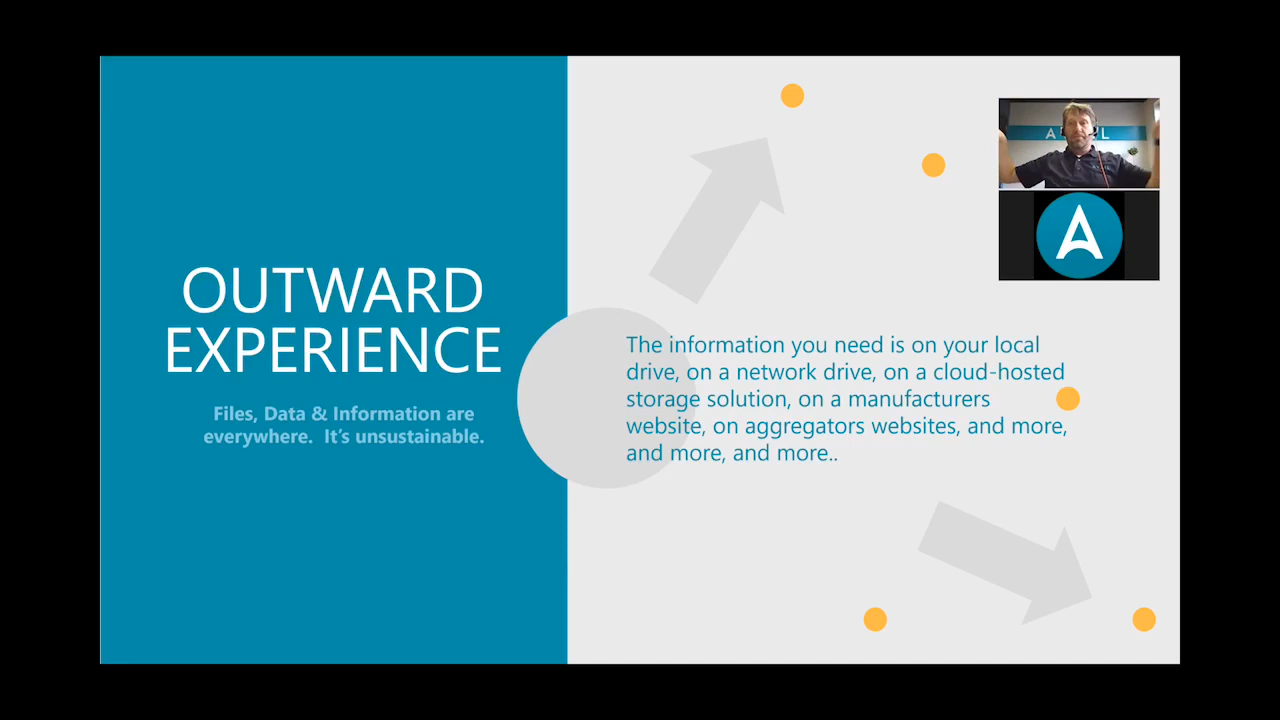 OUTWARD
EXPERIENCE
Files, Data & Information are
everywhere.  It's unsustainable.
The information you need is on your local
drive, on a network drive, on a cloud-hosted
storage solution, on a manufacturers
website, on aggregators websites, and more,
and more, and more..
A